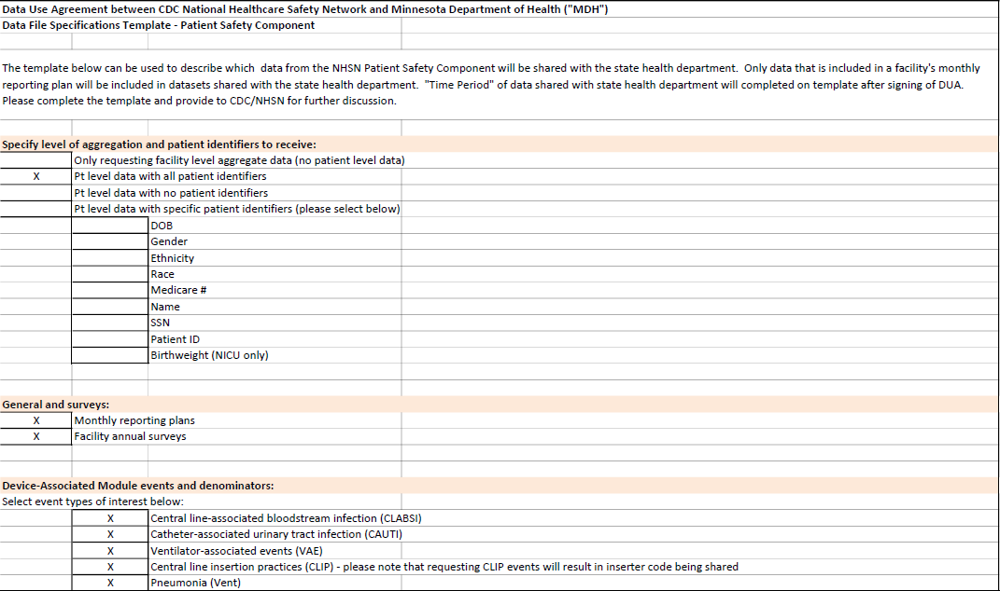 Data Use Agreement between CDC National Healthcare Safety Network and Minnesota Department of Health ("MDH")
Data File Specifications Template - Patient Safety Component
The template below can be used to describe which  data from the NHSN Patient Safety Component will be shared with the state health department.  Only data that is included in a facility's monthly
reporting plan will be included in datasets shared with the state health department.  "Time Period" of data shared with state health department will completed on template after signing of DUA.
Please complete the template and provide to CDC/NHSN for further discussion.
Specify level of aggregation and patient identifiers to receive:
Only requesting facility level aggregate data (no patient level data)
X Pt level data with all patient identifiers
Pt level data with no patient identifiers
Pt level data with specific patient identifiers (please select below)
DOB
Gender
Ethnicity
Race
Medicare #
Name
SSN
Patient ID
Birthweight (NICU only)
General and surveys:
X Monthly reporting plans
X Facility annual surveys
Device-Associated Module events and denominators:
Select event types of interest below:
X Central line-associated bloodstream infection (CLABSI)
X Catheter-associated urinary tract infection (CAUTI)
X Ventilator-associated events (VAE)
X Central line insertion practices (CLIP) - please note that requesting CLIP events will result in inserter code being shared
X Pneumonia (Vent)